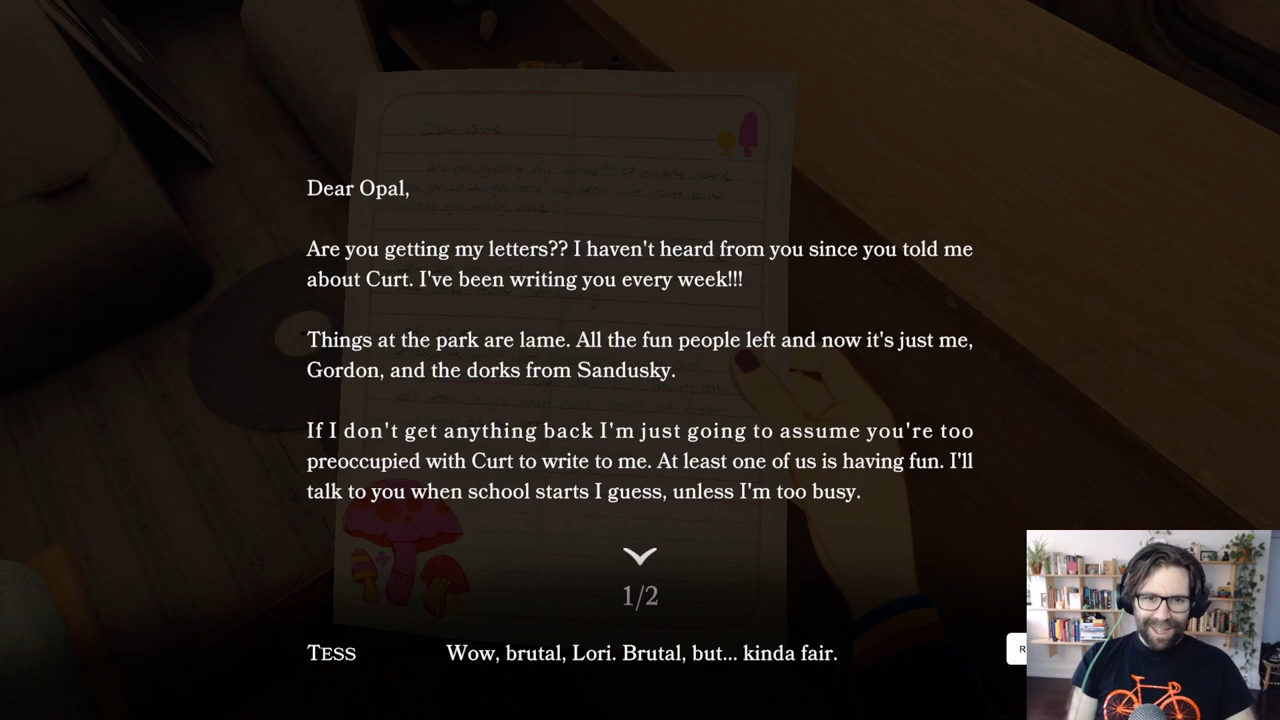 Dear Opal,
Are you getting my letters?? I haven't heard from you since you told me
about Curt. I've been writing you every week!!!
Things at the park are lame. All the fun people left and now it's just me,
Gordon, and the dorks from Sandusky.
If I don't get anything back I'm just going to assume you're too
preoccupied with Curt to write to me. At least one of us is having fun. I'll
talk to you when school starts I guess, unless I'm too busy.
1/2
TESS Wow, brutal, Lori. Brutal, but... kinda fair.
R